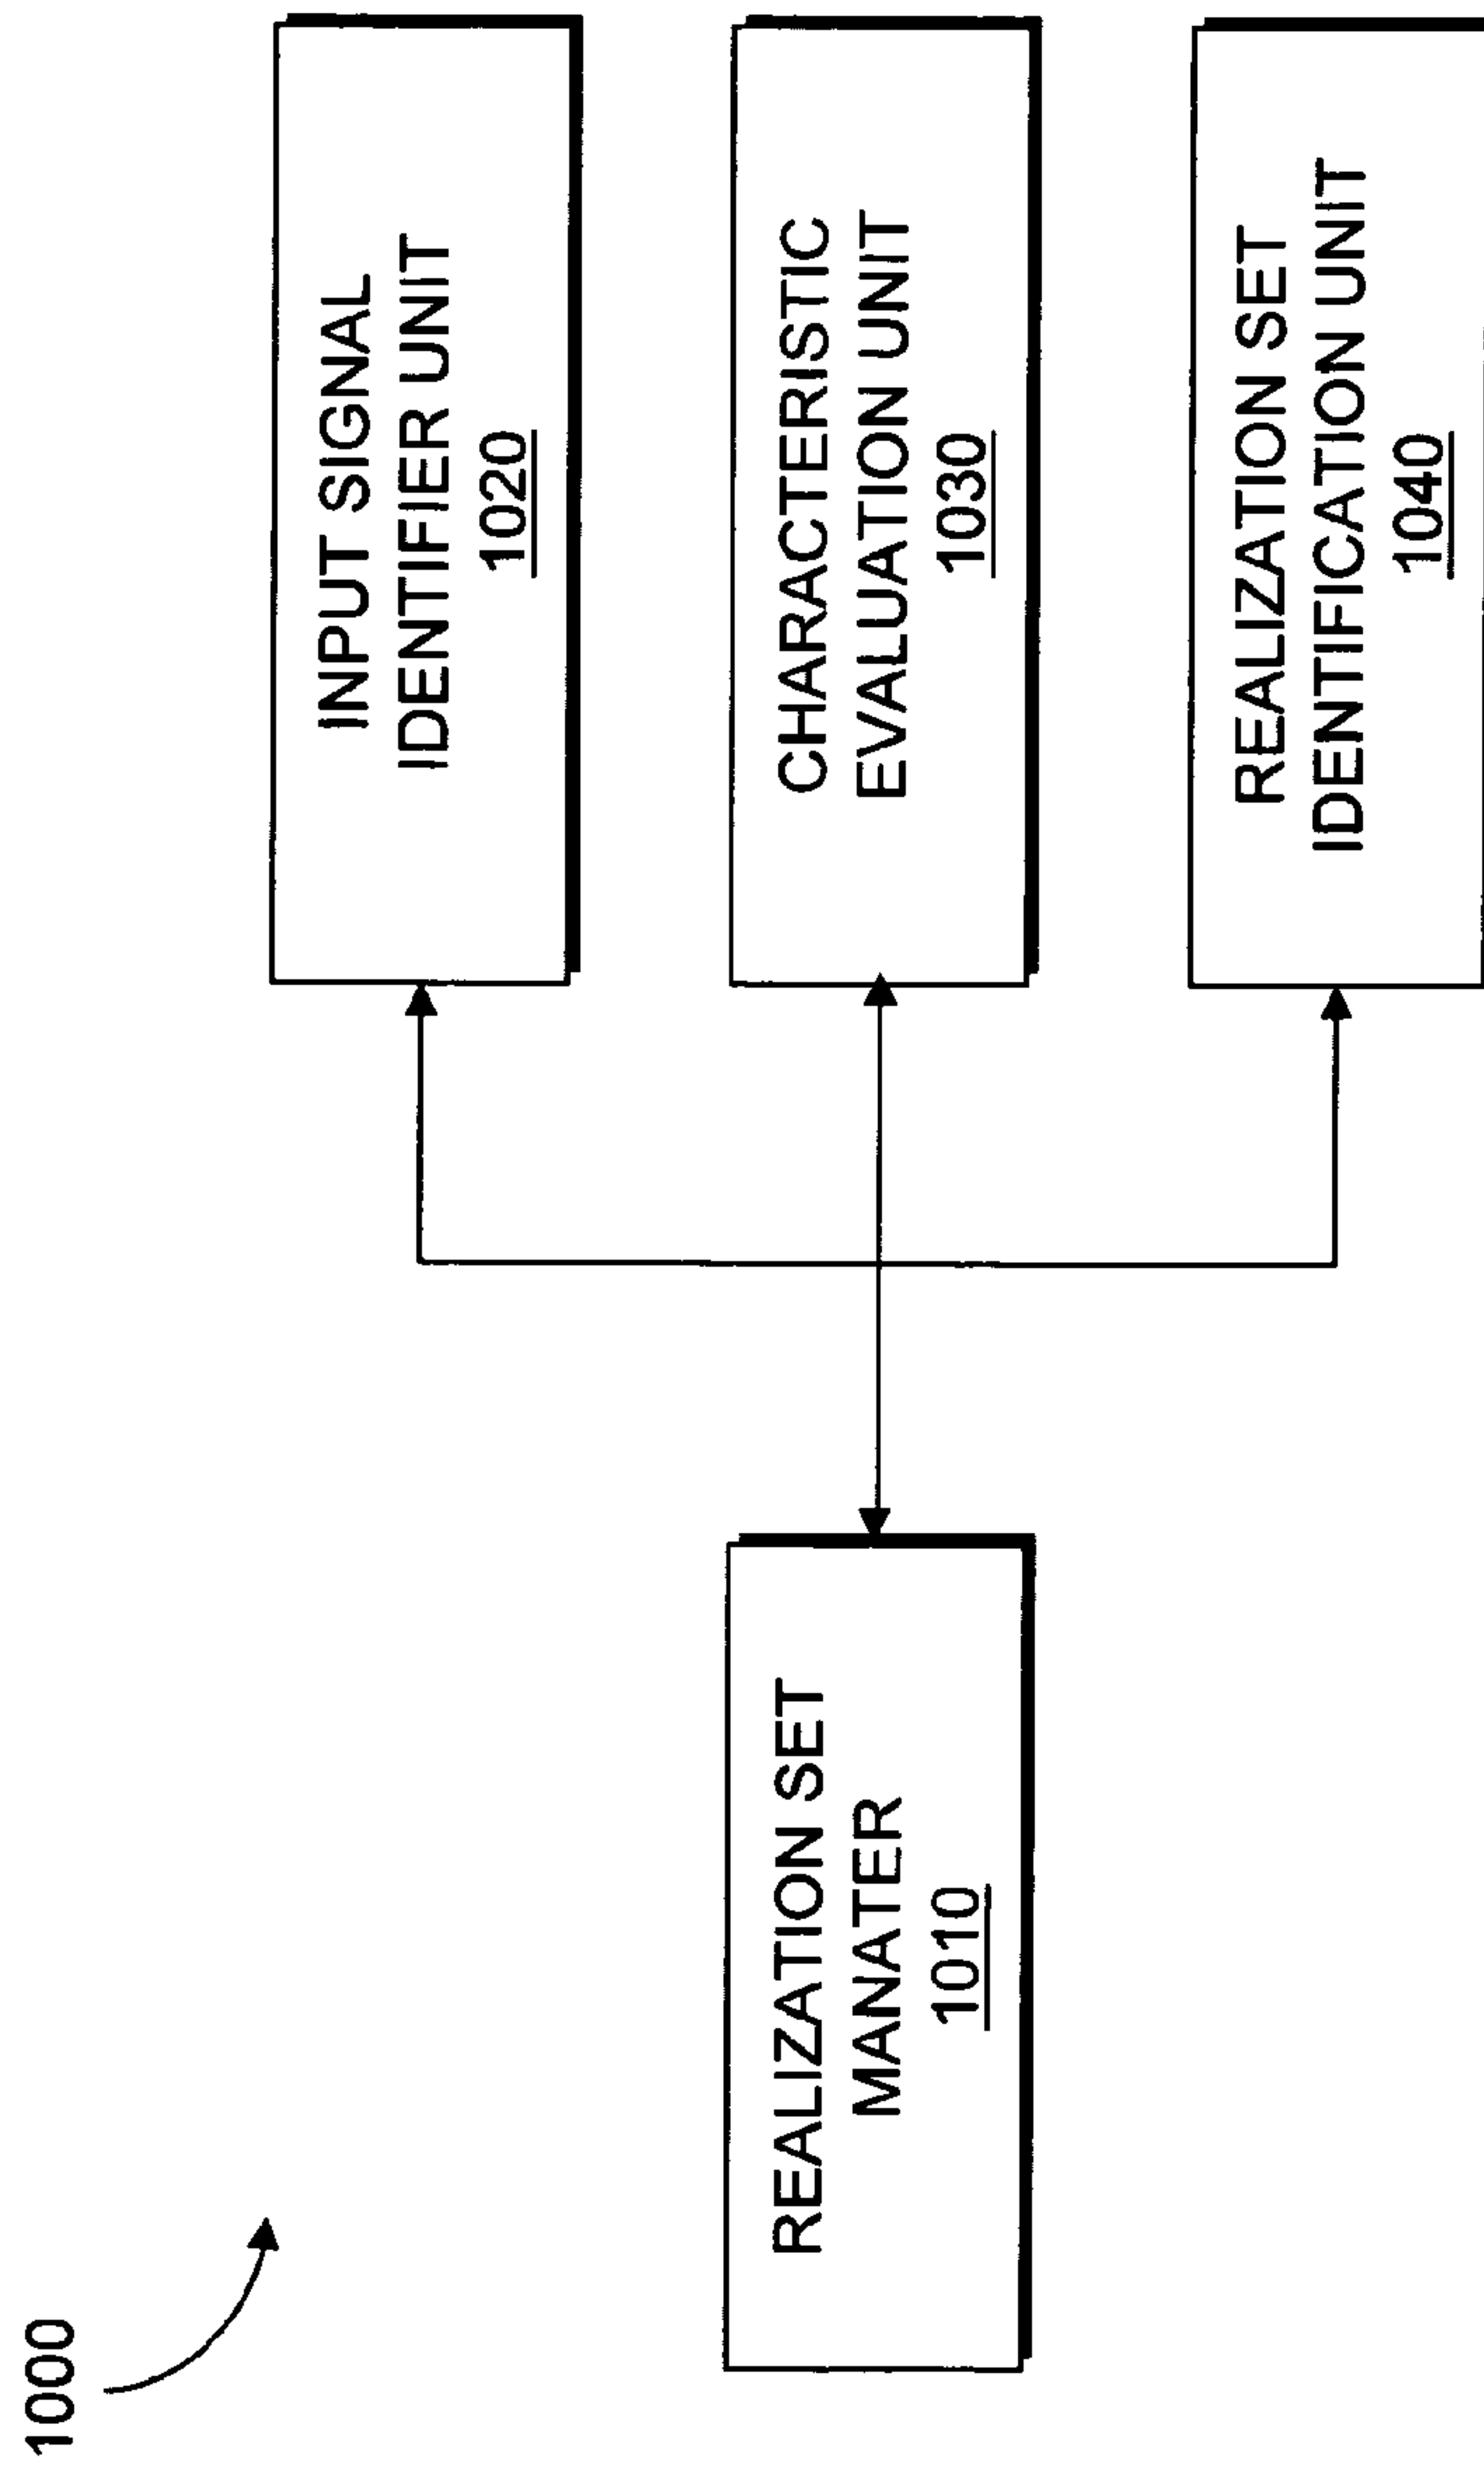 1000
REALIZATION SET
MANATER
1010
INPUT SIGNAL
IDENTIFIER UNIT
1020
CHARACTERISTIC
EVALUATION UNIT
1030
REALIZATION SET
IDENTIFICATION UNIT
1040